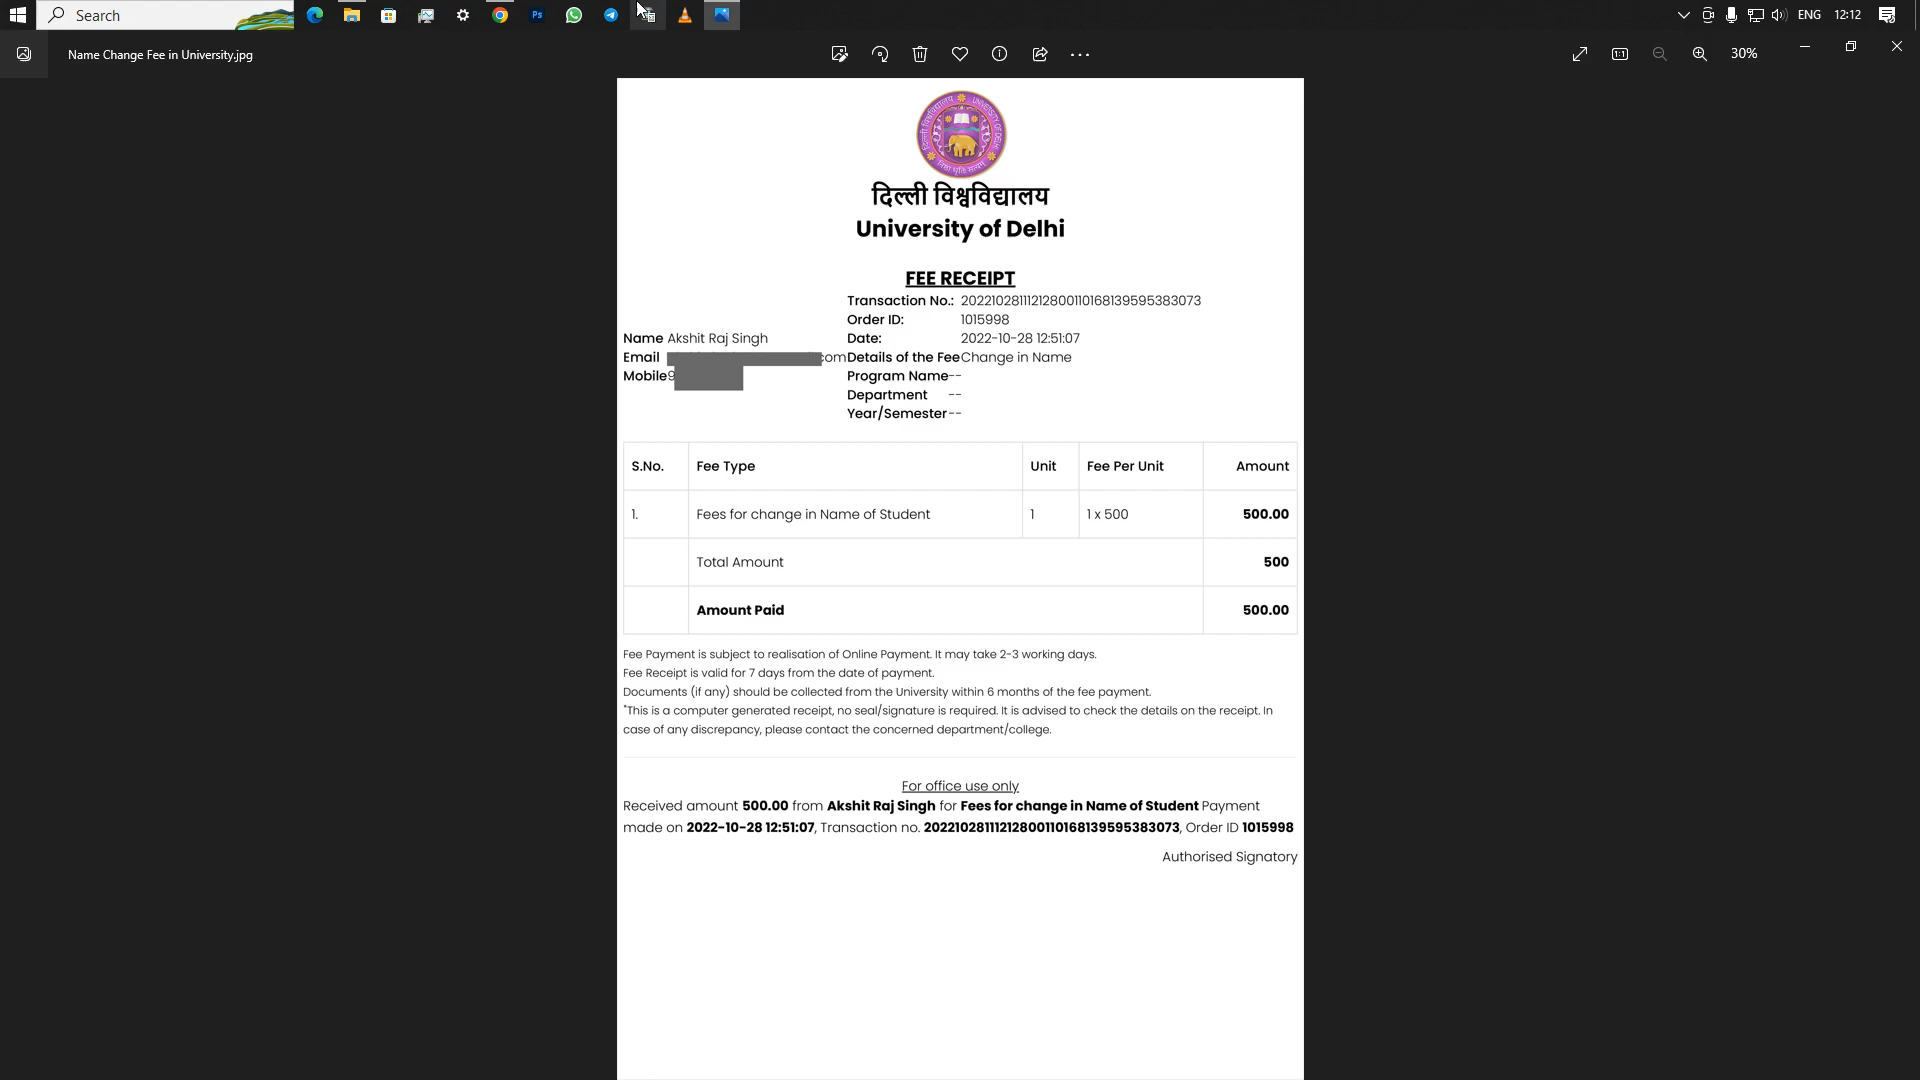 Search
ENG 12:12
Name Change Fee in University.jpg
30%
दिल्ली विश्वविद्यालय
University of Delhi
FEE RECEIPT
Transaction No.: 20221028111212800110168139595383073
Order ID: 1015998
Name Akshit Raj Singh Date: 2022-10-28 12:51:07
Email .com Details of the Fee Change in Name
Mobile 9 Program Name --
Department --
Year/Semester --
S.No. Fee Type Unit Fee Per Unit Amount
1. Fees for change in Name of Student 1 1 x 500 500.00
Total Amount 500
Amount Paid 500.00
Fee Payment is subject to realisation of Online Payment. It may take 2-3 working days.
Fee Receipt is valid for 7 days from the date of payment.
Documents (if any) should be collected from the University within 6 months of the fee payment.
*This is a computer generated receipt, no seal/signature is required. It is advised to check the details on the receipt. In
case of any discrepancy, please contact the concerned department/college.
For office use only
Received amount 500.00 from Akshit Raj Singh for Fees for change in Name of Student Payment
made on 2022-10-28 12:51:07, Transaction no. 20221028111212800110168139595383073, Order ID 1015998
Authorised Signatory